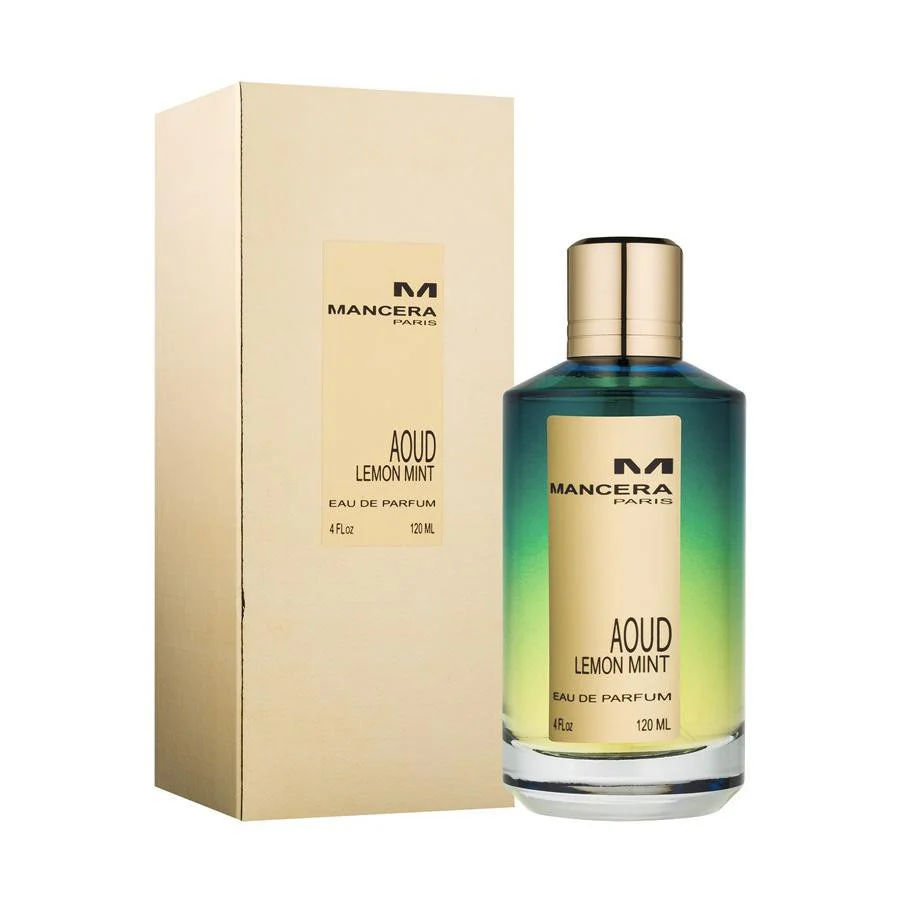 M
MANCERA
PARIS
AOUD
LEMON MINT
EAU DE PARFUM
4 FLoz 120 ML
M
MANCERA
PARIS
AOUD
LEMON MINT
EAU DE PARFUM
4 FLoz 120 ML